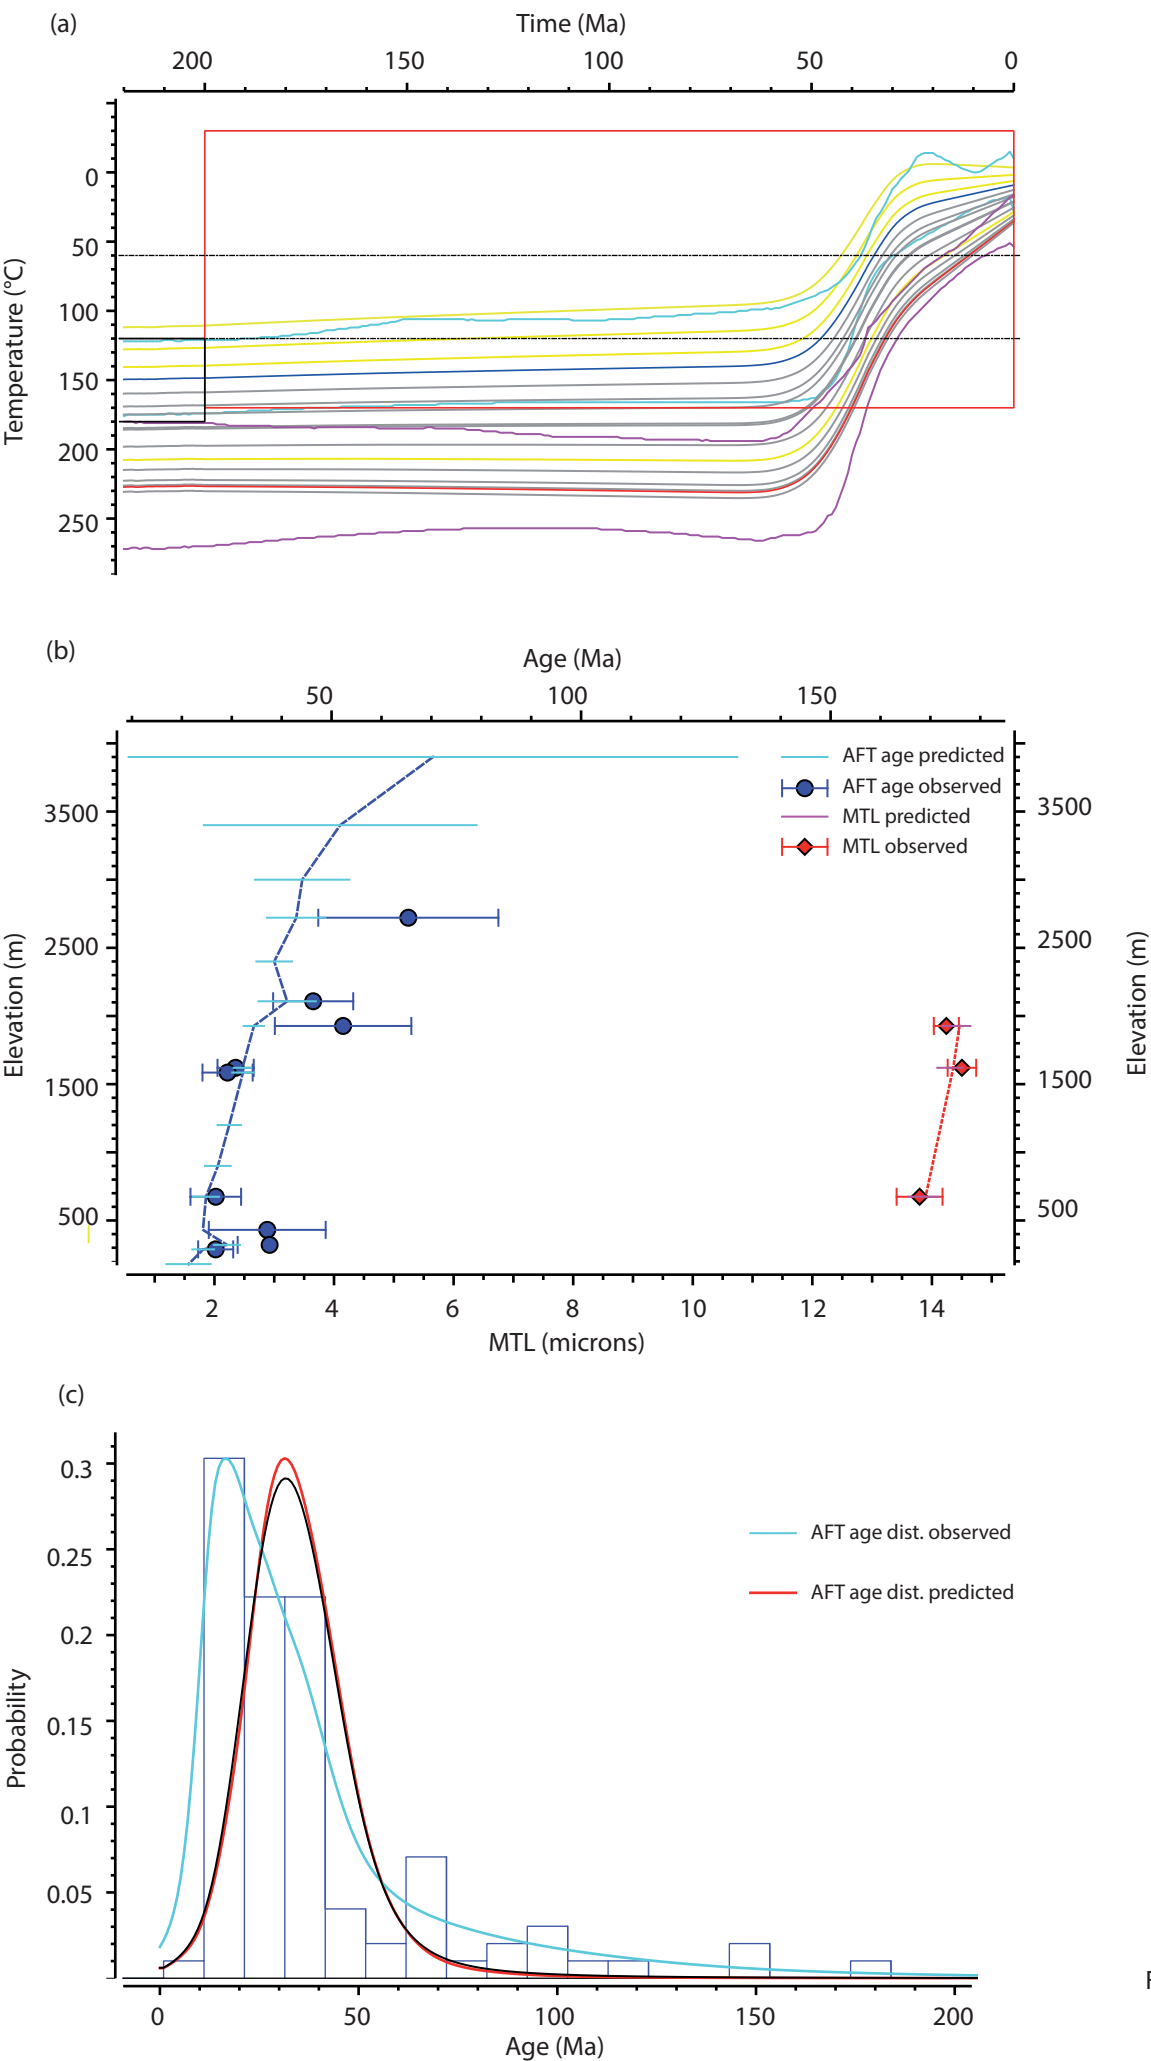 (a)
Time (Ma)
200 150 100 50 0
0
50
100
150
200
250
Temperature (°C)
(b)
Age (Ma)
50 100 150
AFT age predicted
AFT age observed
MTL predicted
MTL observed
3500 3500
2500 2500
1500 1500
500 500
Elevation (m)
Elevation (m)
2 4 6 8 10 12 14
MTL (microns)
(c)
0.3
0.25
0.2
0.15
0.1
0.05
Probability
AFT age dist. observed
AFT age dist. predicted
0 50 100 150 200
Age (Ma)